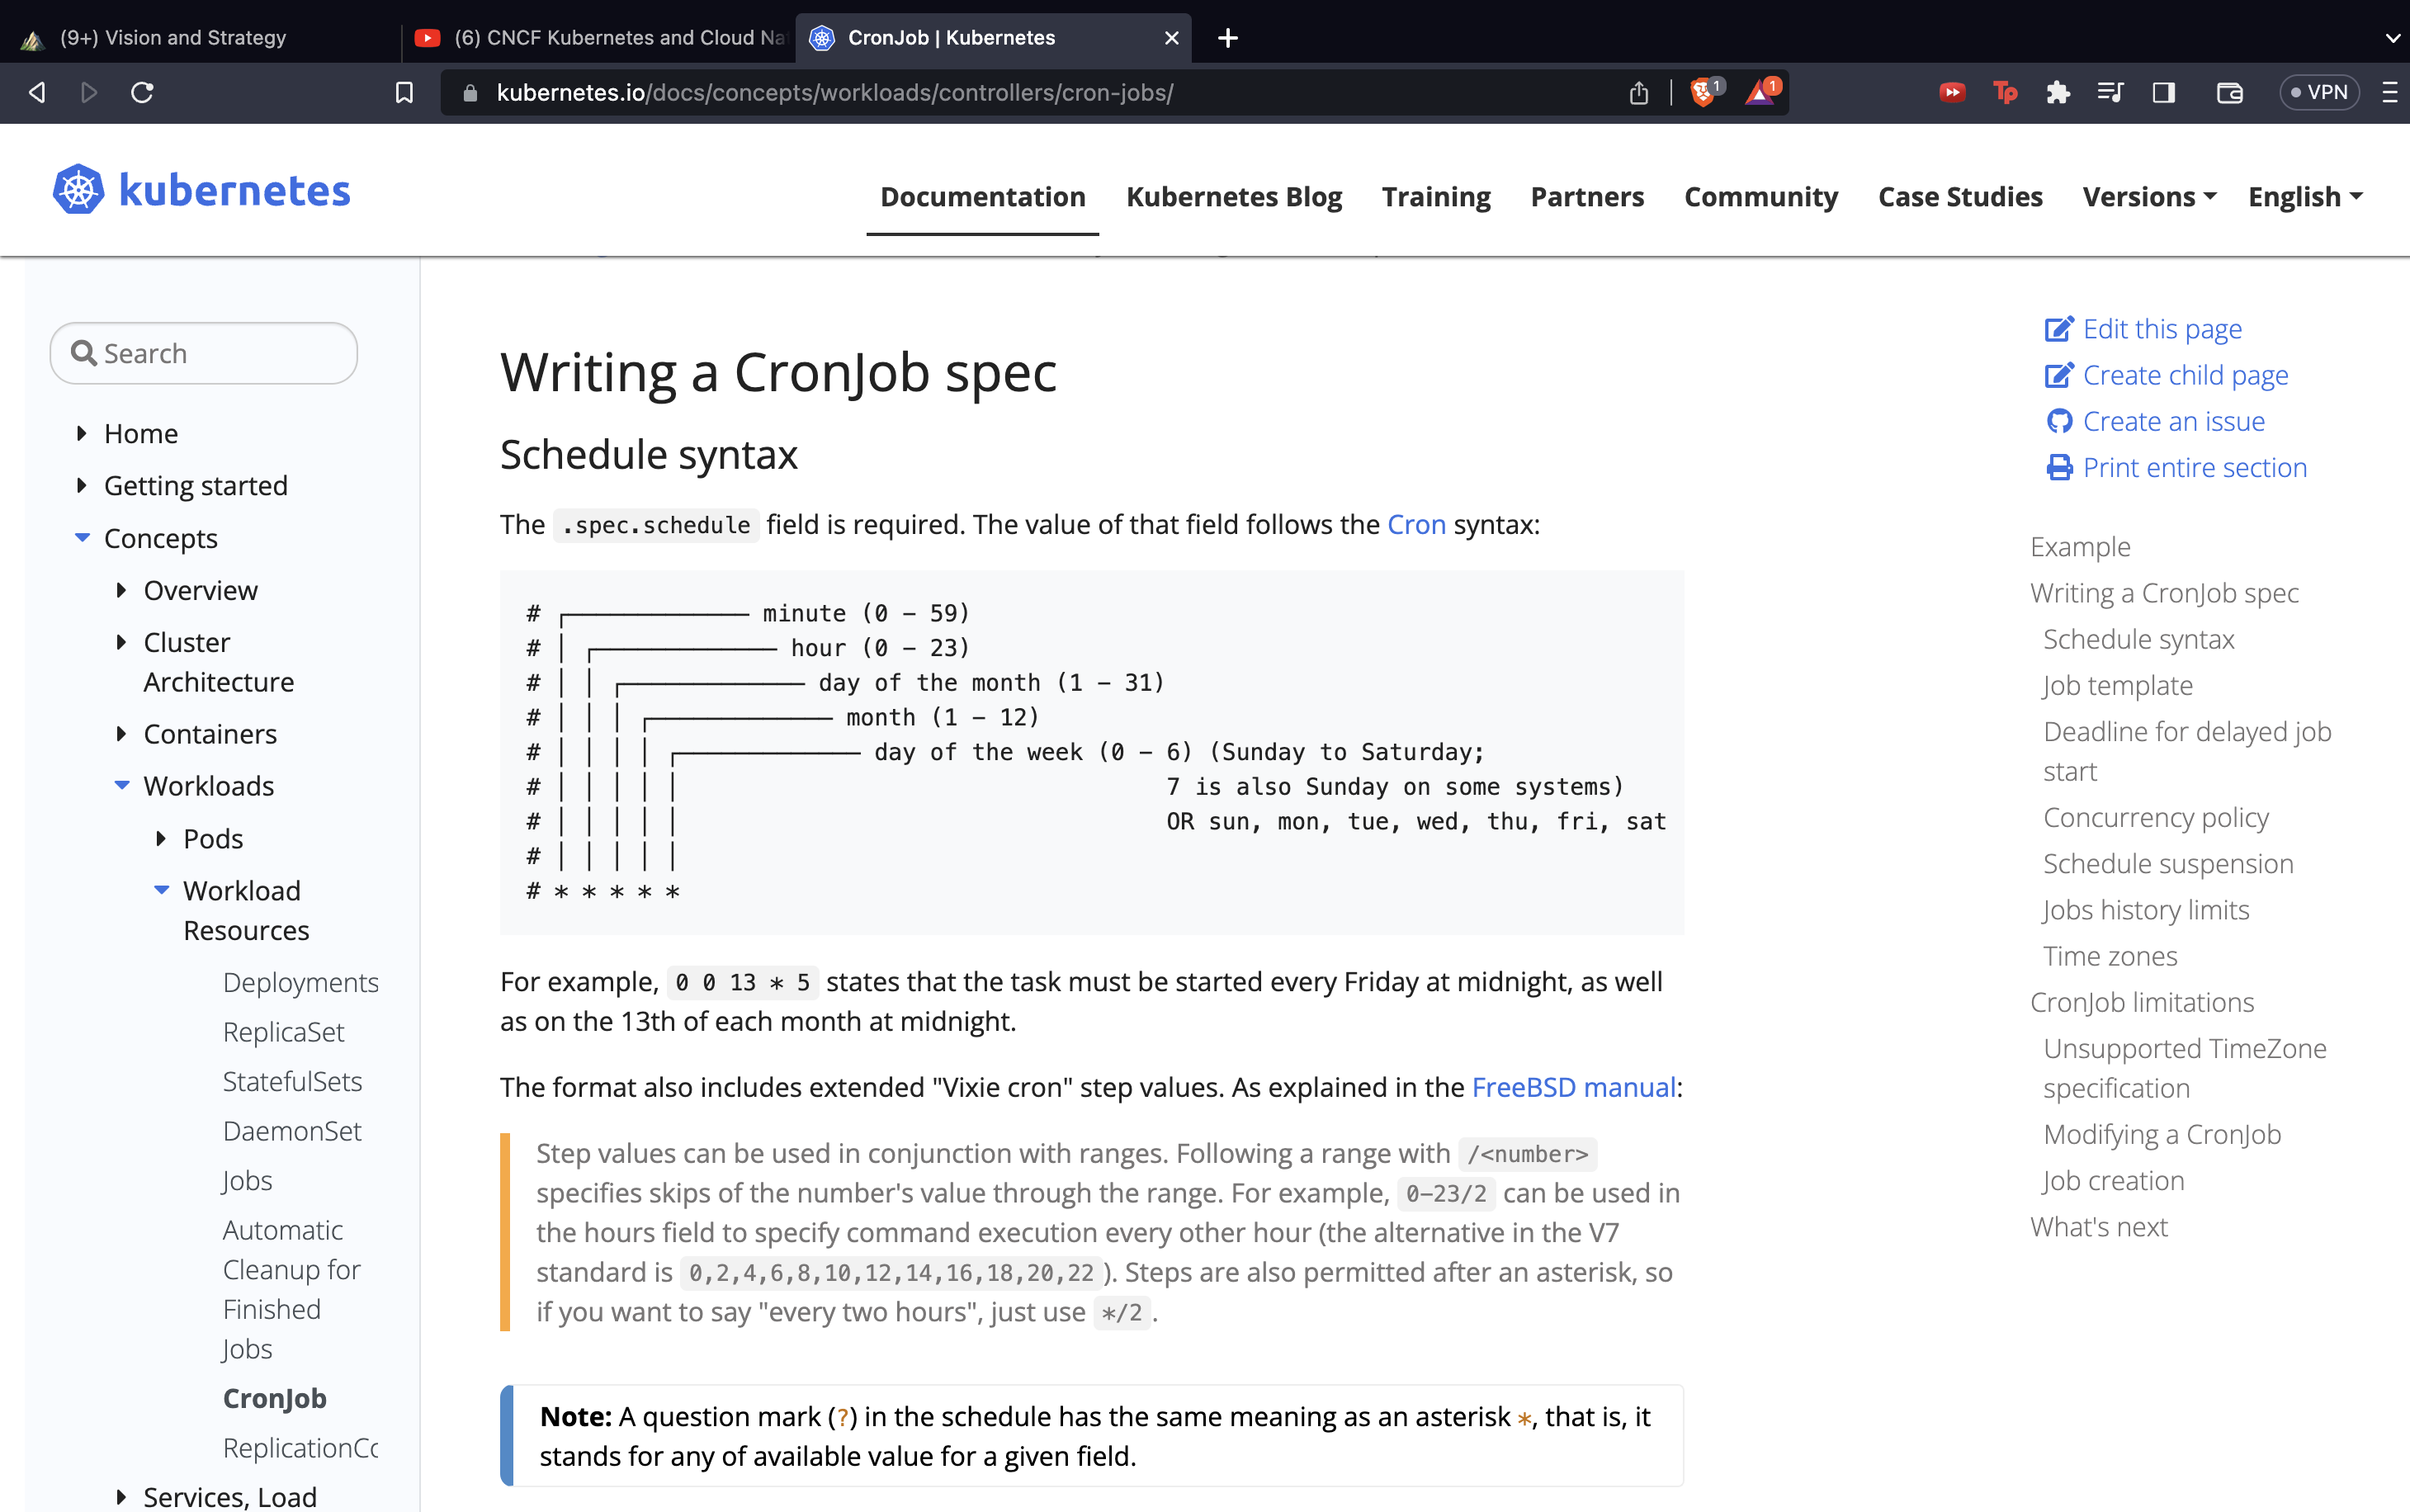 (9+) Vision and Strategy
(6) CNCF Kubernetes and Cloud Na
CronJob | Kubernetes
kubernetes.io/docs/concepts/workloads/controllers/cron-jobs/
1
1
Tp
VPN
kubernetes
Documentation
Kubernetes Blog
Training
Partners
Community
Case Studies
Versions
English
Search
Home
Getting started
Concepts
Overview
Cluster
Architecture
Containers
Workloads
Pods
Workload
Resources
Deployments
ReplicaSet
StatefulSets
DaemonSet
Jobs
Automatic
Cleanup for
Finished
Jobs
CronJob
ReplicationCo
Services, Load
Writing a CronJob spec
Schedule syntax
The .spec.schedule field is required. The value of that field follows the Cron syntax:
# ┌───────────── minute (0 - 59)
# │ ┌───────────── hour (0 - 23)
# │ │ ┌───────────── day of the month (1 - 31)
# │ │ │ ┌───────────── month (1 - 12)
# │ │ │ │ ┌───────────── day of the week (0 - 6) (Sunday to Saturday;
# │ │ │ │ │                                   7 is also Sunday on some systems)
# │ │ │ │ │                                   OR sun, mon, tue, wed, thu, fri, sat
# │ │ │ │ │
# * * * * *
For example, 0 0 13 * 5 states that the task must be started every Friday at midnight, as well
as on the 13th of each month at midnight.
The format also includes extended "Vixie cron" step values. As explained in the FreeBSD manual:
Step values can be used in conjunction with ranges. Following a range with /<number>
specifies skips of the number's value through the range. For example, 0-23/2 can be used in
the hours field to specify command execution every other hour (the alternative in the V7
standard is 0,2,4,6,8,10,12,14,16,18,20,22 ). Steps are also permitted after an asterisk, so
if you want to say "every two hours", just use */2 .
Note: A question mark (?) in the schedule has the same meaning as an asterisk *, that is, it
stands for any of available value for a given field.
Edit this page
Create child page
Create an issue
Print entire section
Example
Writing a CronJob spec
Schedule syntax
Job template
Deadline for delayed job
start
Concurrency policy
Schedule suspension
Jobs history limits
Time zones
CronJob limitations
Unsupported TimeZone
specification
Modifying a CronJob
Job creation
What's next